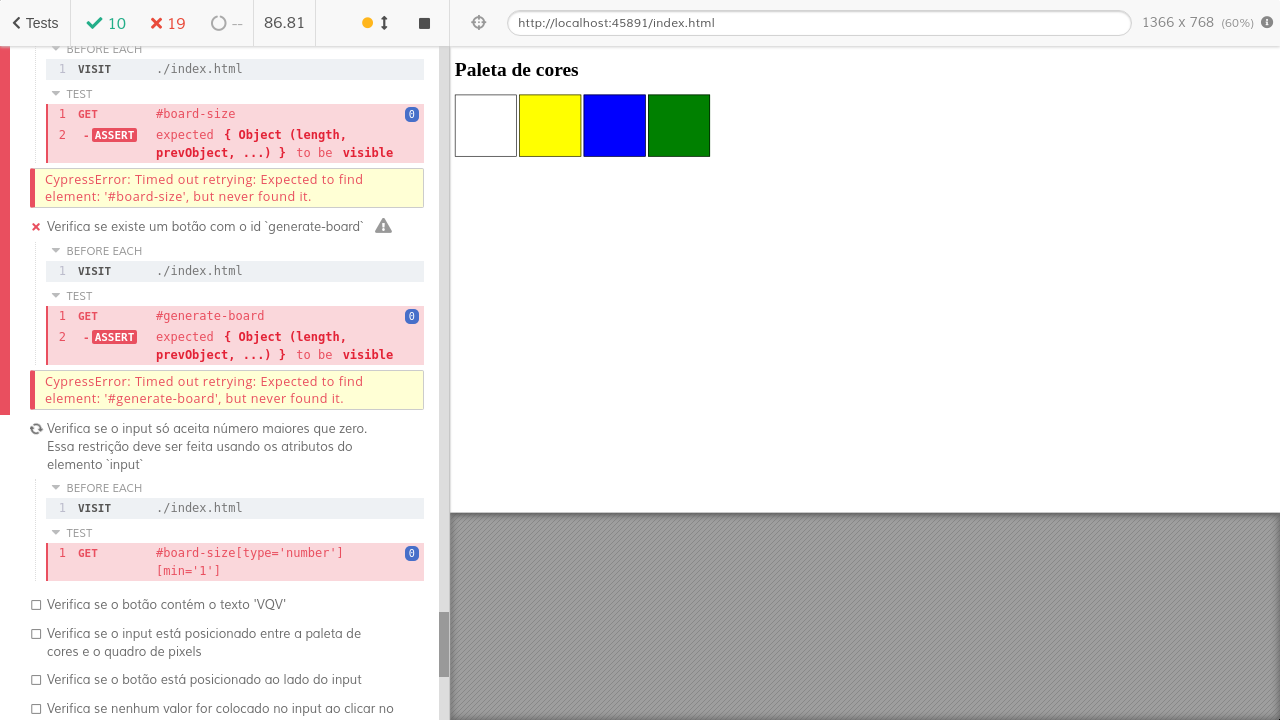 Tests
10
19
--
86.81
http://localhost:45891/index.html
1366 x 768 (60%)
BEFORE EACH
1 VISIT ./index.html
TEST
1 GET #board-size 0
2 -ASSERT expected { Object (length,
prevObject, ...) } to be visible
CypressError: Timed out retrying: Expected to find
element: '#board-size', but never found it.
Verifica se existe um botão com o id `generate-board`
BEFORE EACH
1 VISIT ./index.html
TEST
1 GET #generate-board 0
2 -ASSERT expected { Object (length,
prevObject, ...) } to be visible
CypressError: Timed out retrying: Expected to find
element: '#generate-board', but never found it.
Verifica se o input só aceita número maiores que zero.
Essa restrição deve ser feita usando os atributos do
elemento `input`
BEFORE EACH
1 VISIT ./index.html
TEST
1 GET #board-size[type='number'] 0
[min='1']
Verifica se o botão contém o texto 'VQV'
Verifica se o input está posicionado entre a paleta de
cores e o quadro de pixels
Verifica se o botão está posicionado ao lado do input
Verifica se nenhum valor for colocado no input ao clicar no
Paleta de cores